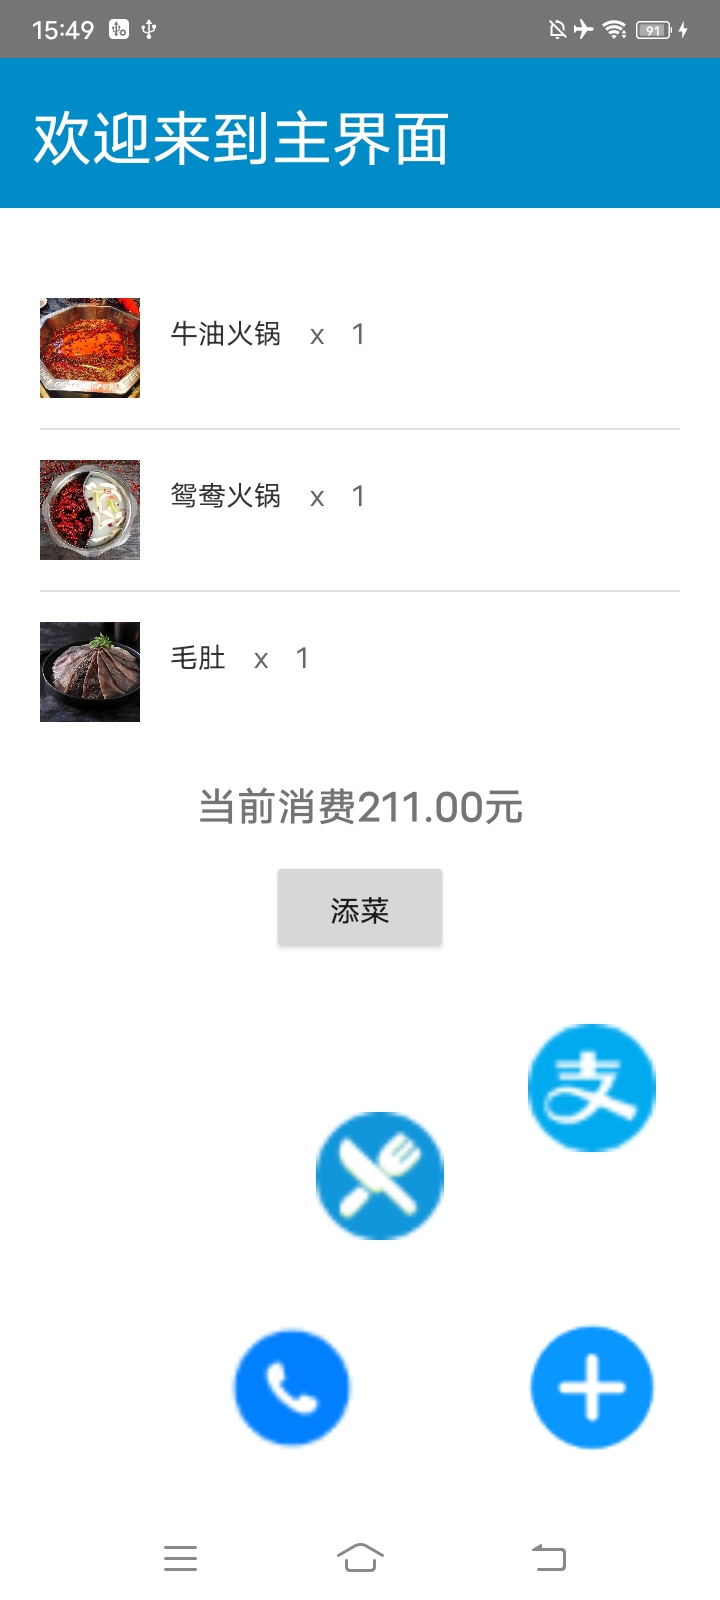 15:49
91
欢迎来到主界面
牛油火锅 x 1
鸳鸯火锅 x 1
毛肚 x 1
当前消费211.00元
添菜
支